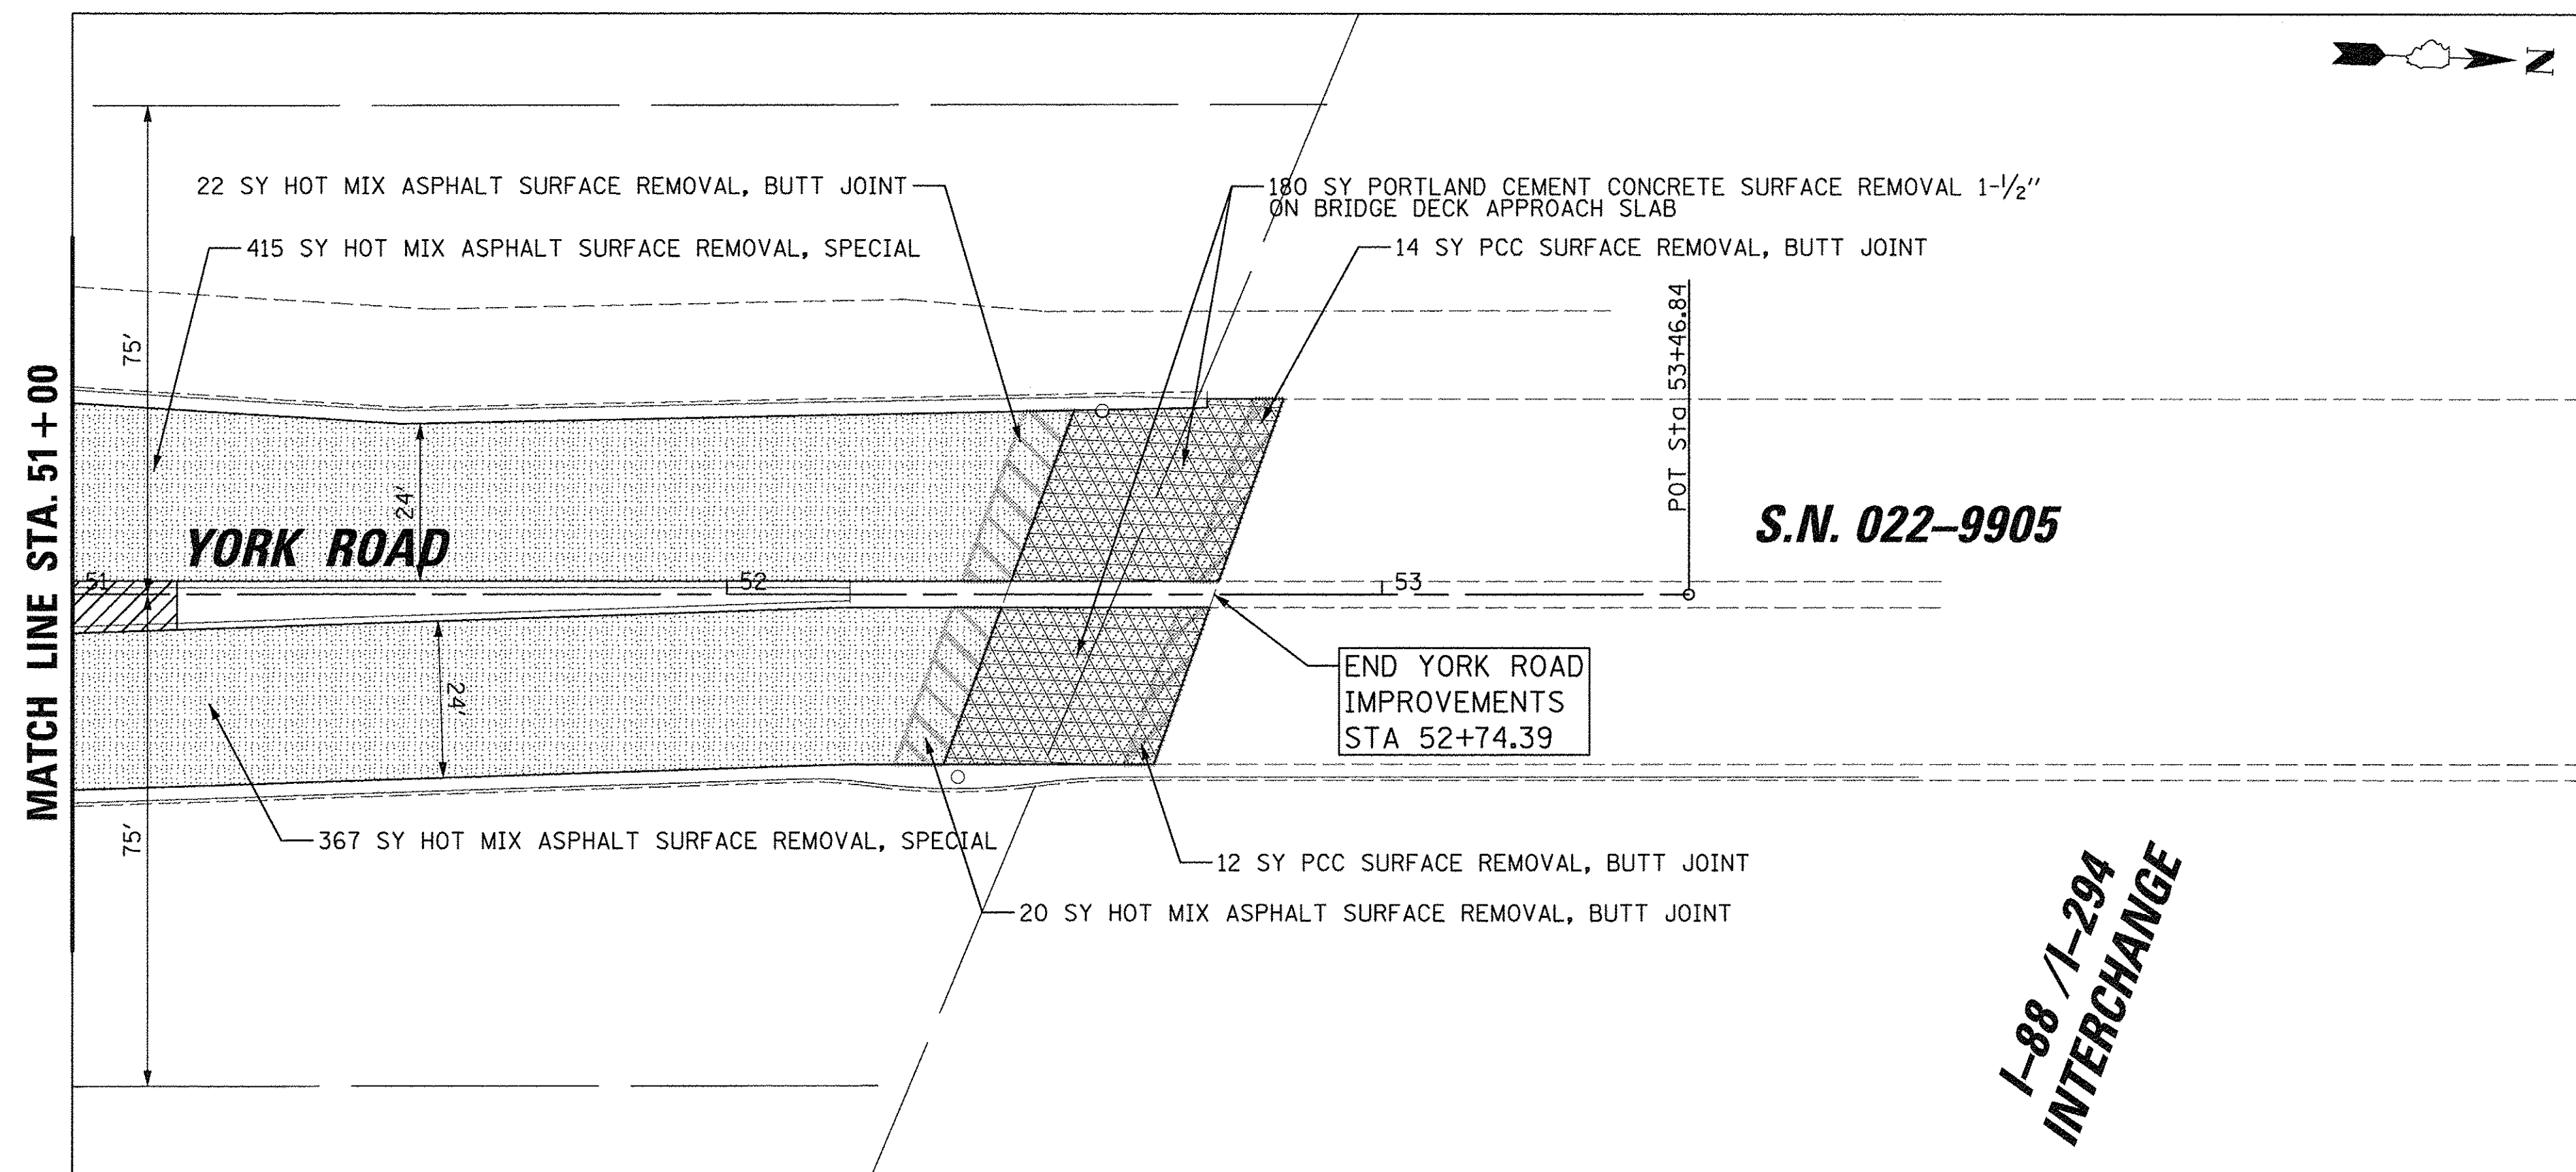 N
22 SY HOT MIX ASPHALT SURFACE REMOVAL, BUTT JOINT
180 SY PORTLAND CEMENT CONCRETE SURFACE REMOVAL 1-1/2"
ON BRIDGE DECK APPROACH SLAB
415 SY HOT MIX ASPHALT SURFACE REMOVAL, SPECIAL
14 SY PCC SURFACE REMOVAL, BUTT JOINT
75'
POT Sta 53+46.84
MATCH LINE STA. 51+00
24'
YORK ROAD
S.N. 022-9905
51
52
53
24'
END YORK ROAD
IMPROVEMENTS
STA 52+74.39
75'
367 SY HOT MIX ASPHALT SURFACE REMOVAL, SPECIAL
12 SY PCC SURFACE REMOVAL, BUTT JOINT
20 SY HOT MIX ASPHALT SURFACE REMOVAL, BUTT JOINT
I-88 /I-294
INTERCHANGE